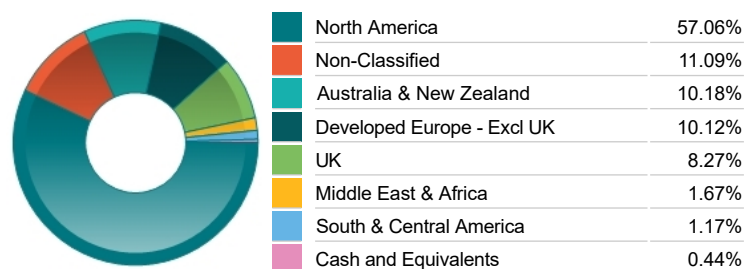 North America 57.06%
Non-Classified 11.09%
Australia & New Zealand 10.18%
Developed Europe - Excl UK 10.12%
UK 8.27%
Middle East & Africa 1.67%
South & Central America 1.17%
Cash and Equivalents 0.44%